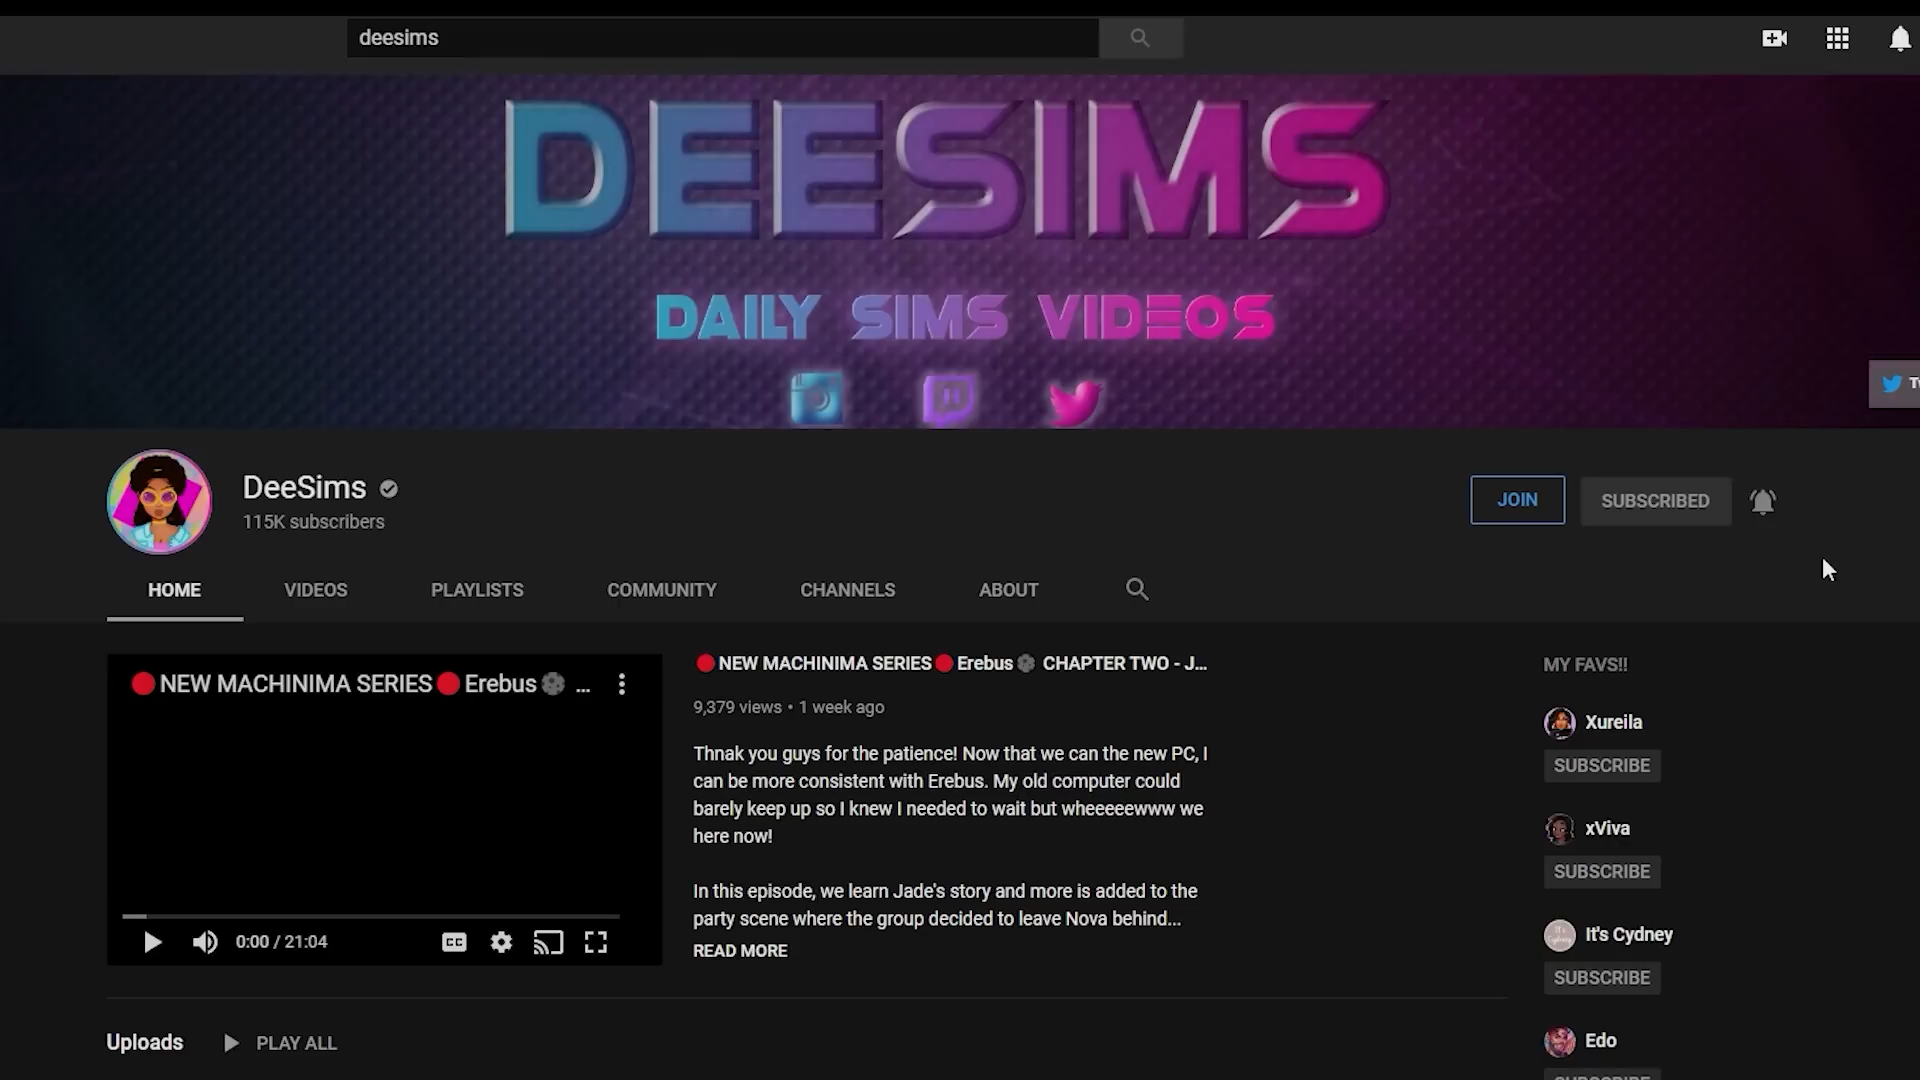 deesims
DEESIMS
DAILY SIMS VIDEOS
DeeSims
115K subscribers
JOIN
SUBSCRIBED
HOME
VIDEOS
PLAYLISTS
COMMUNITY
CHANNELS
ABOUT
🔴NEW MACHINIMA SERIES🔴Erebus ...
0:00 / 21:04
CC
🔴NEW MACHINIMA SERIES🔴Erebus CHAPTER TWO - J...
9,379 views • 1 week ago
Thnak you guys for the patience! Now that we can the new PC, I
can be more consistent with Erebus. My old computer could
barely keep up so I knew I needed to wait but wheeeeewww we
here now!
In this episode, we learn Jade's story and more is added to the
party scene where the group decided to leave Nova behind...
READ MORE
MY FAVS!!
Xureila
SUBSCRIBE
xViva
SUBSCRIBE
It's Cydney
SUBSCRIBE
Edo
Uploads
PLAY ALL